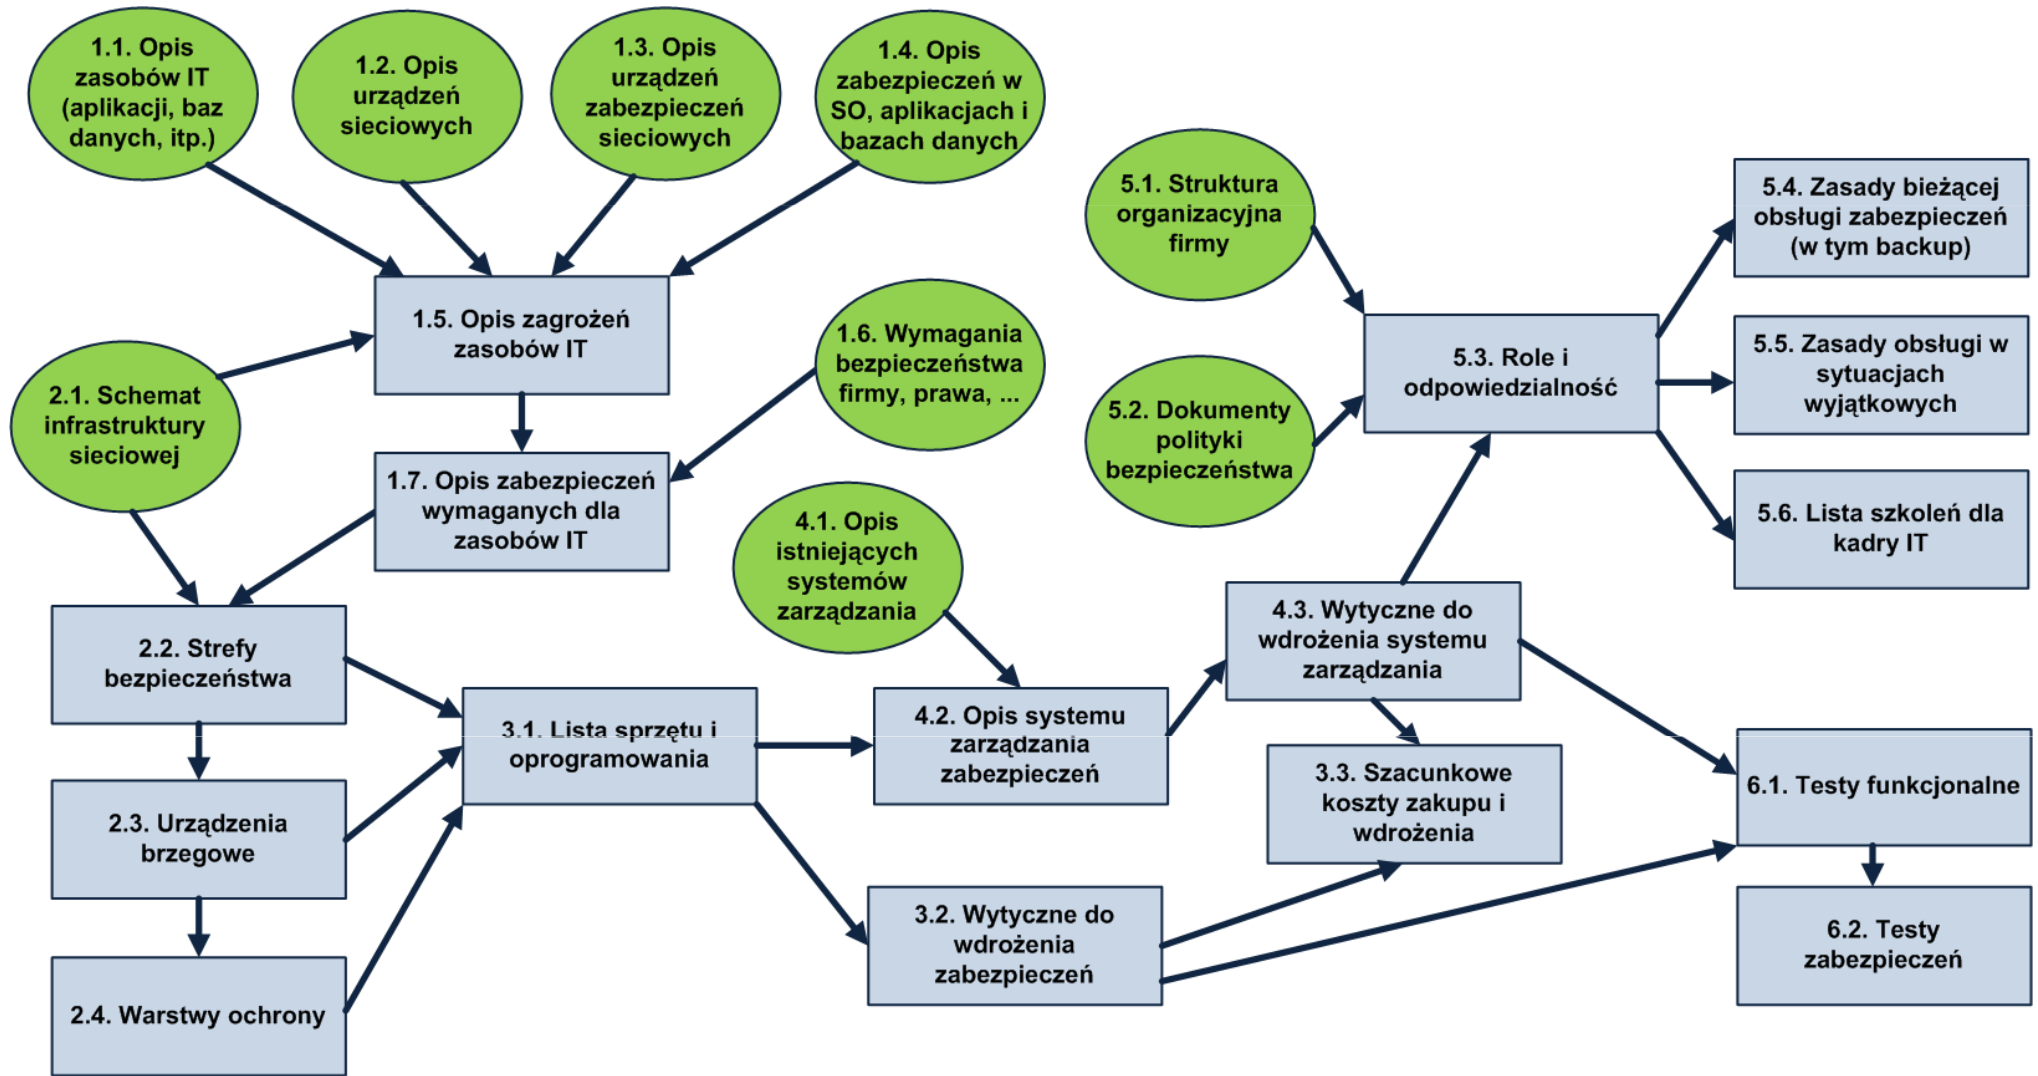 1.1. Opis
zasobów IT
(aplikacji, baz
danych, itp.)
1.2. Opis
urządzeń
sieciowych
1.3. Opis
urządzeń
zabezpieczeń
sieciowych
1.4. Opis
zabezpieczeń w
SO, aplikacjach i
bazach danych
1.5. Opis zagrożeń
zasobów IT
1.6. Wymagania
bezpieczeństwa
firmy, prawa, ...
2.1. Schemat
infrastruktury
sieciowej
1.7. Opis zabezpieczeń
wymaganych dla
zasobów IT
2.2. Strefy
bezpieczeństwa
2.3. Urządzenia
brzegowe
2.4. Warstwy ochrony
3.1. Lista sprzętu i
oprogramowania
4.1. Opis
istniejących
systemów
zarządzania
4.2. Opis systemu
zarządzania
zabezpieczeń
3.2. Wytyczne do
wdrożenia
zabezpieczeń
4.3. Wytyczne do
wdrożenia systemu
zarządzania
3.3. Szacunkowe
koszty zakupu i
wdrożenia
5.1. Struktura
organizacyjna
firmy
5.2. Dokumenty
polityki
bezpieczeństwa
5.3. Role i
odpowiedzialność
5.4. Zasady bieżącej
obsługi zabezpieczeń
(w tym backup)
5.5. Zasady obsługi w
sytuacjach
wyjątkowych
5.6. Lista szkoleń dla
kadry IT
6.1. Testy funkcjonalne
6.2. Testy
zabezpieczeń